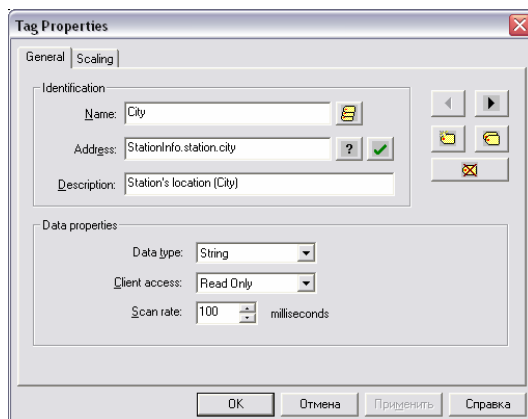 Tag Properties
General Scaling
Identification
Name: City
Address: StationInfo.station.city ?
Description: Station's location (City)
Data properties
Data type: String
Client access: Read Only
Scan rate: 100 milliseconds
OK Отмена Применить Справка